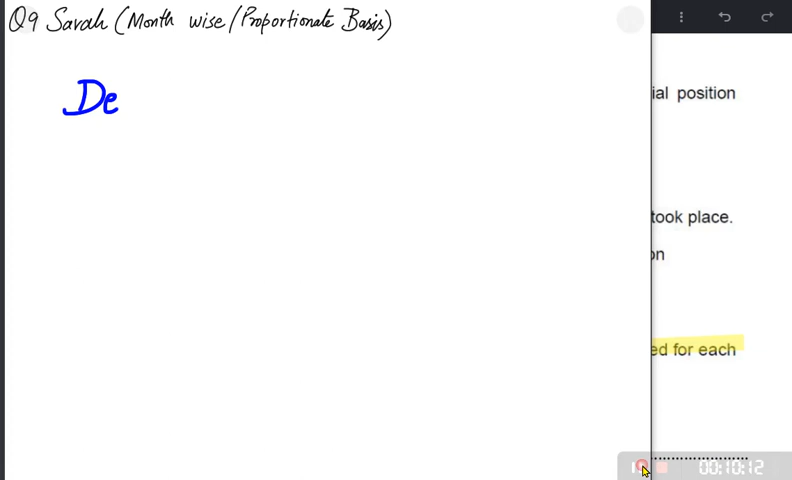 Q9 Sarah (Month wise/Proportionate Basis)
De
ial position
took place.
on
ed for each
00:10:12